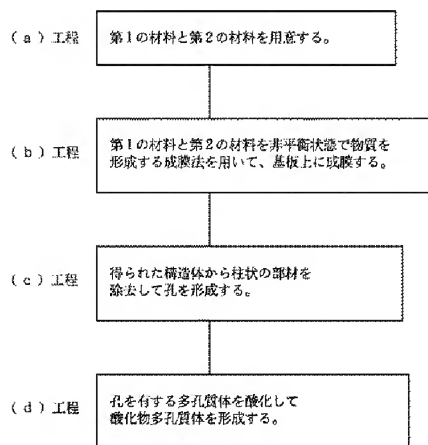 (a)工程
第1の材料と第2の材料を用意する。
(b)工程
第1の材料と第2の材料を非平衡状態で物質を
形成する成膜法を用いて、基板上に成膜する。
(c)工程
得られた構造体から柱状の部材を
除去して孔を形成する。
(d)工程
孔を有する多孔質体を酸化して
酸化物多孔質体を形成する。